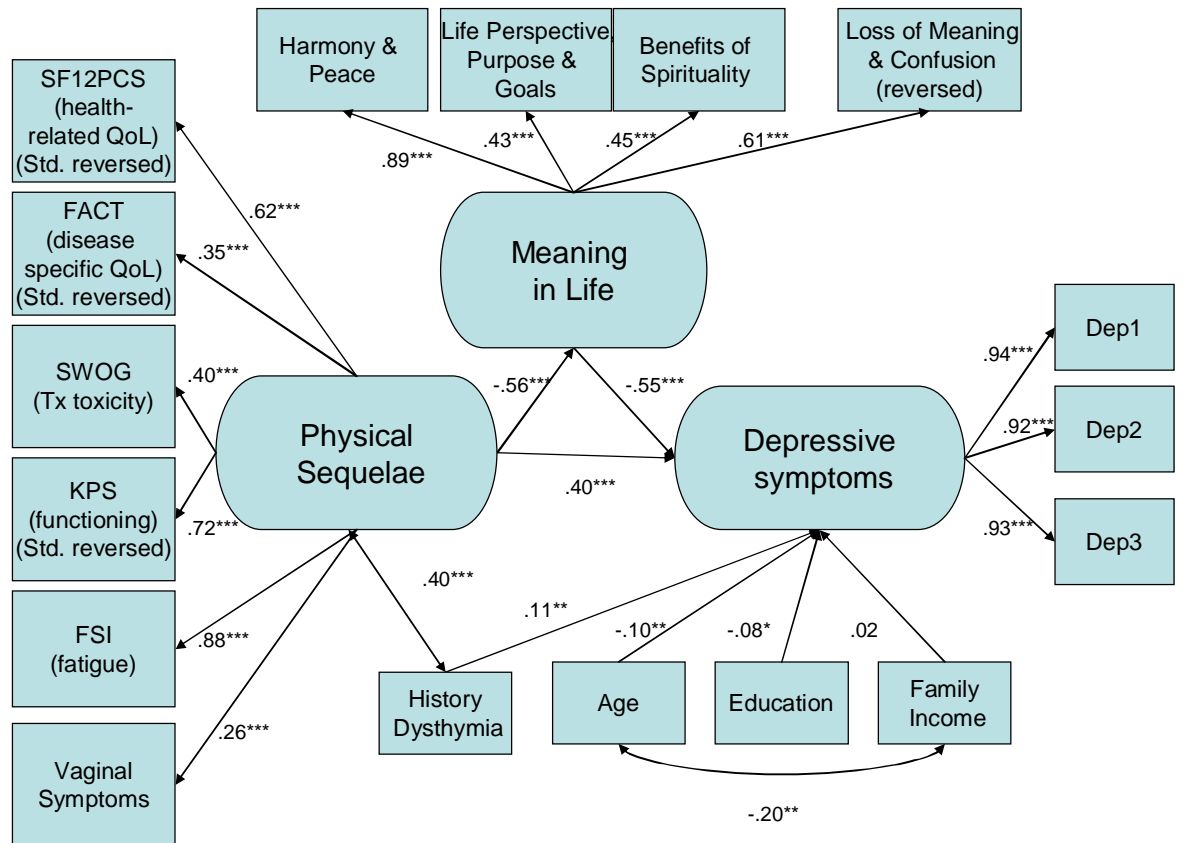 Harmony &
Peace
Life Perspective,
Purpose &
Goals
Benefits of
Spirituality
Loss of Meaning
& Confusion
(reversed)
SF12PCS
(health-
related QoL)
(Std. reversed)
.89***
.43***
.45***
.61***
FACT
(disease
specific QoL)
(Std. reversed)
.62***
.35***
Meaning
in Life
SWOG
(Tx toxicity)
.40***
-.56***
-.55***
Dep1
.94***
Dep2
.92***
Dep3
.93***
Physical
Sequelae
Depressive
symptoms
.40***
KPS
(functioning)
(Std. reversed)
.72***
FSI
(fatigue)
.88***
.40***
.11**
-.10**
-.08*
.02
Vaginal
Symptoms
.26***
History
Dysthymia
Age
Education
Family
Income
-.20**